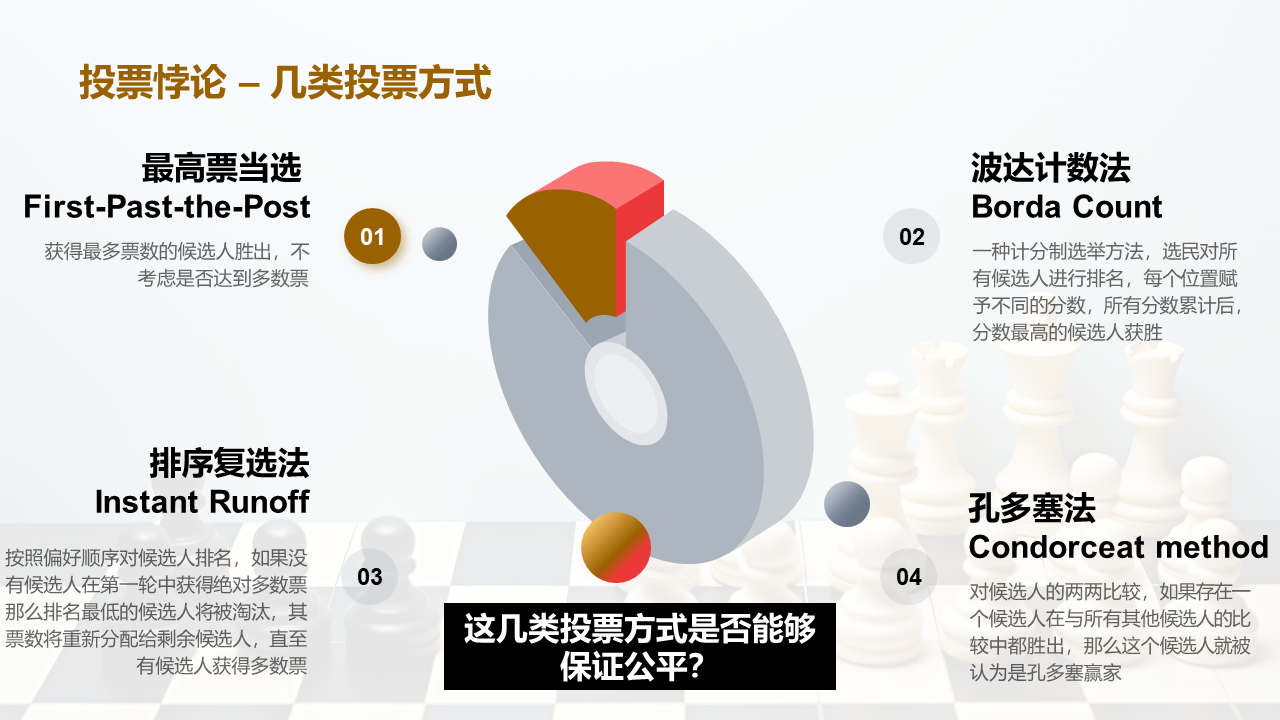 投票悖论 – 几类投票方式
最高票当选
First-Past-the-Post
获得最多票数的候选人胜出，不
考虑是否达到多数票
01
02
波达计数法
Borda Count
一种计分制选举方法，选民对所
有候选人进行排名，每个位置赋
予不同的分数，所有分数累计后，
分数最高的候选人获胜
排序复选法
Instant Runoff
按照偏好顺序对候选人排名，如果没
有候选人在第一轮中获得绝对多数票
那么排名最低的候选人将被淘汰，其
票数将重新分配给剩余候选人，直至
有候选人获得多数票
03
04
孔多塞法
Condorceat method
对候选人的两两比较，如果存在一
个候选人在与所有其他候选人的比
较中都胜出，那么这个候选人就被
认为是孔多塞赢家
这几类投票方式是否能够
保证公平？